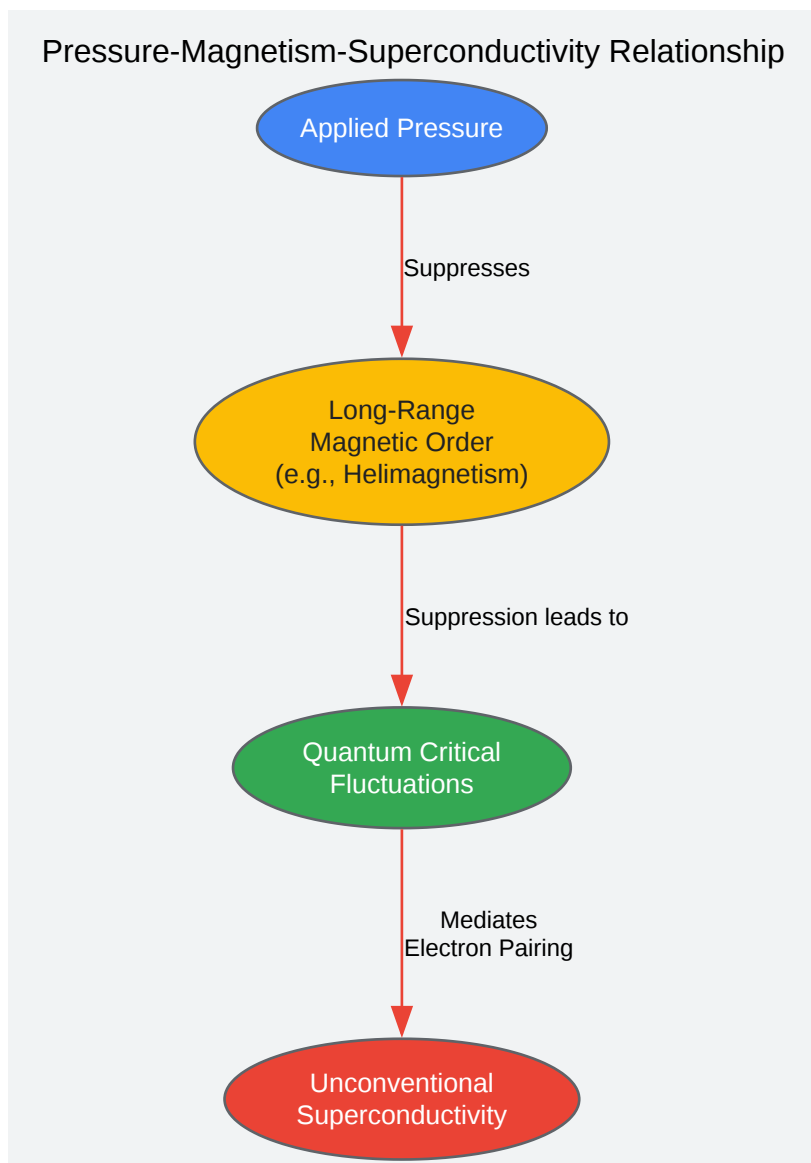 Pressure-Magnetism-Superconductivity Relationship
Applied Pressure
Suppresses
Long-Range
Magnetic Order
(e.g., Helimagnetism)
Suppression leads to
Quantum Critical
Fluctuations
Mediates
Electron Pairing
Unconventional
Superconductivity